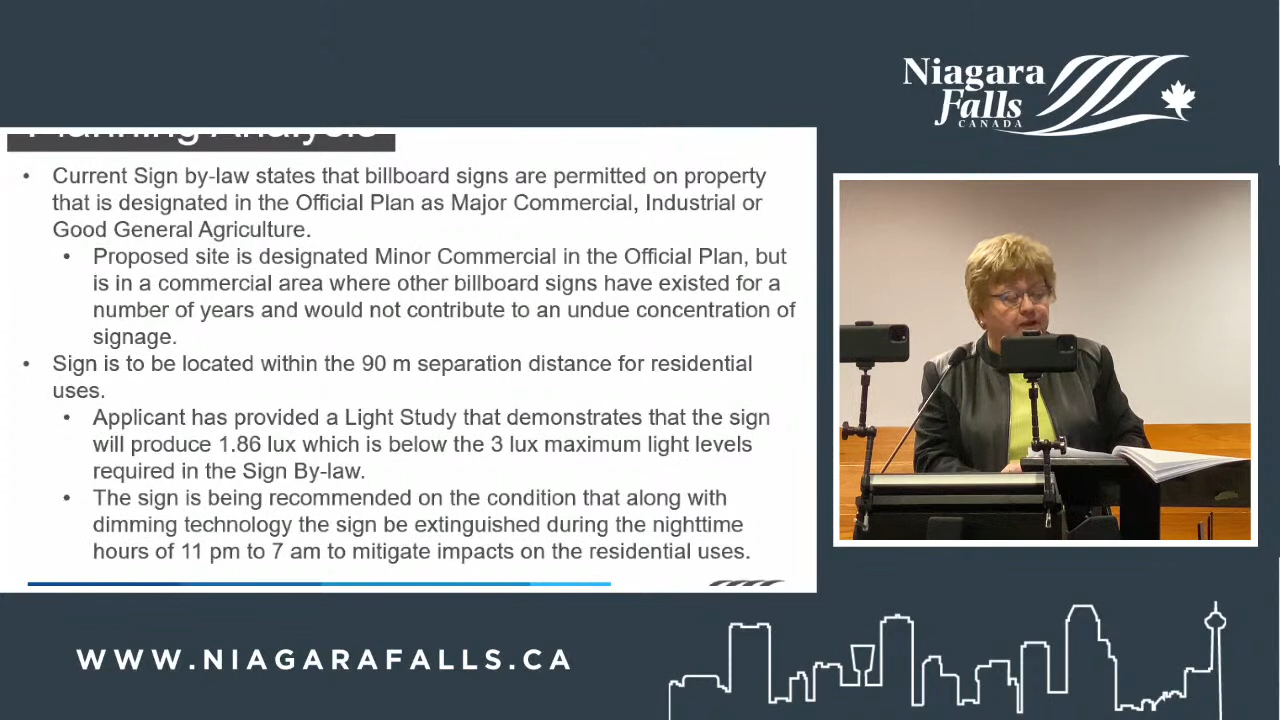 Niagara
Falls
CANADA
Planning Analysis
• Current Sign by-law states that billboard signs are permitted on property
that is designated in the Official Plan as Major Commercial, Industrial or
Good General Agriculture.
• Proposed site is designated Minor Commercial in the Official Plan, but
is in a commercial area where other billboard signs have existed for a
number of years and would not contribute to an undue concentration of
signage.
• Sign is to be located within the 90 m separation distance for residential
uses.
• Applicant has provided a Light Study that demonstrates that the sign
will produce 1.86 lux which is below the 3 lux maximum light levels
required in the Sign By-law.
• The sign is being recommended on the condition that along with
dimming technology the sign be extinguished during the nighttime
hours of 11 pm to 7 am to mitigate impacts on the residential uses.
WWW.NIAGARAFALLS.CA